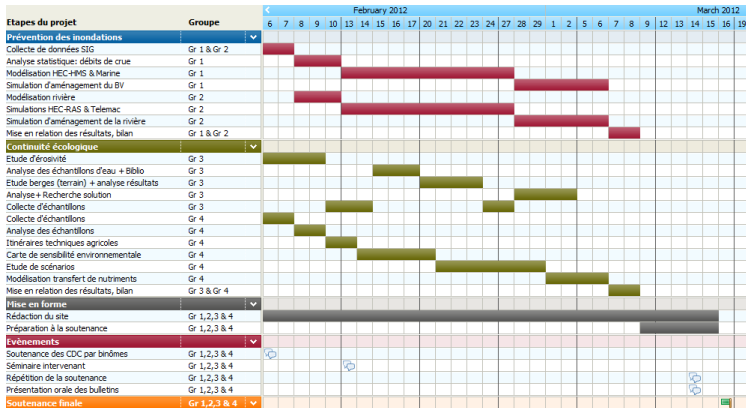 February 2012 March 2012
Etapes du projet Groupe 6 7 8 9 10 13 14 15 16 17 20 21 22 23 24 27 28 29 1 2 5 6 7 8 9 12 13 14 15 16 19
Prévention des inondations
Collecte de données SIG Gr 1 & Gr 2
Analyse statistique: débits de crue Gr 1
Modélisation HEC-HMS & Marine Gr 1
Simulation d'aménagement du BV Gr 1
Modélisation rivière Gr 2
Simulations HEC-RAS & Telemac Gr 2
Simulation d'aménagement de la rivière Gr 2
Mise en relation des résultats, bilan Gr 1 & Gr 2
Continuité écologique
Etude d'érosivité Gr 3
Analyse des échantillons d'eau + Biblio Gr 3
Etude berges (terrain) + analyse résultats Gr 3
Analyse+ Recherche solution Gr 3
Collecte d'échantillons Gr 3
Collecte d'échantillons Gr 4
Analyse des échantillons Gr 4
Itinéraires techniques agricoles Gr 4
Carte de sensibilité environnementale Gr 4
Etude de scénarios Gr 4
Modélisation transfert de nutriments Gr 4
Mise en relation des résultats, bilan Gr 3 & Gr 4
Mise en forme
Rédaction du site Gr 1,2,3 & 4
Préparation à la soutenance Gr 1,2,3 & 4
Evènements
Soutenance des CDC par binômes Gr 1,2,3 & 4
Séminaire intervenant Gr 1,2,3 & 4
Répétition de la soutenance Gr 1,2,3 & 4
Présentation orale des bulletins Gr 1,2,3 & 4
Soutenance finale Gr 1,2,3 & 4